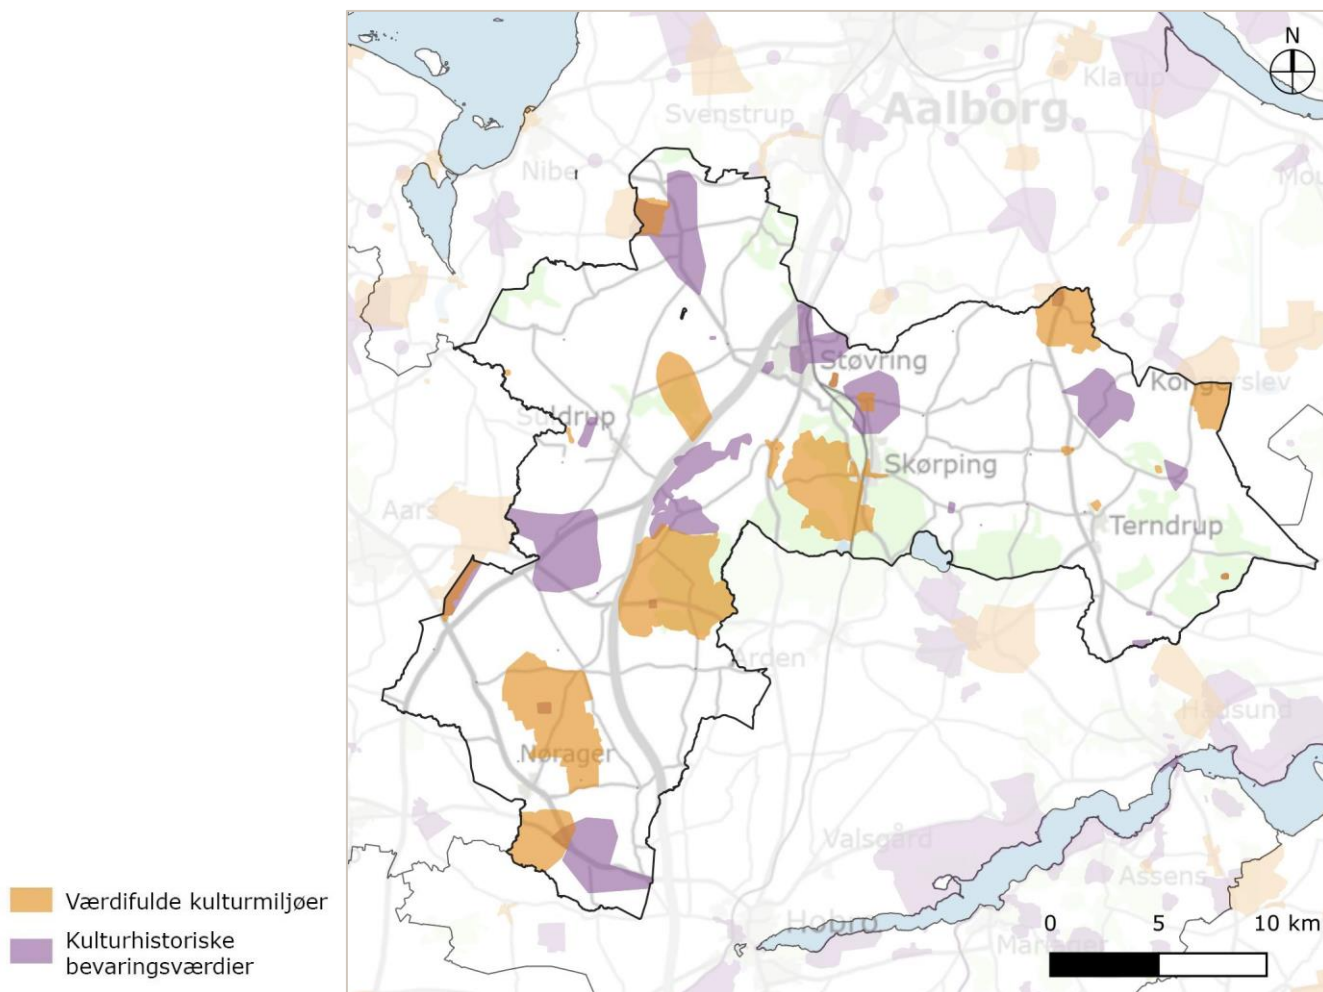 N
Klarup
Aalborg
Svenstrup
Nibe
Støvring
Kongerslev
Suldrup
Skørping
Aars
Terndrup
Arden
Hadsund
Nørager
Valsgård
Assens
Værdifulde kulturmiljøer
Hobro
0 5 10 km
Mariager
Kulturhistoriske
bevaringsværdier